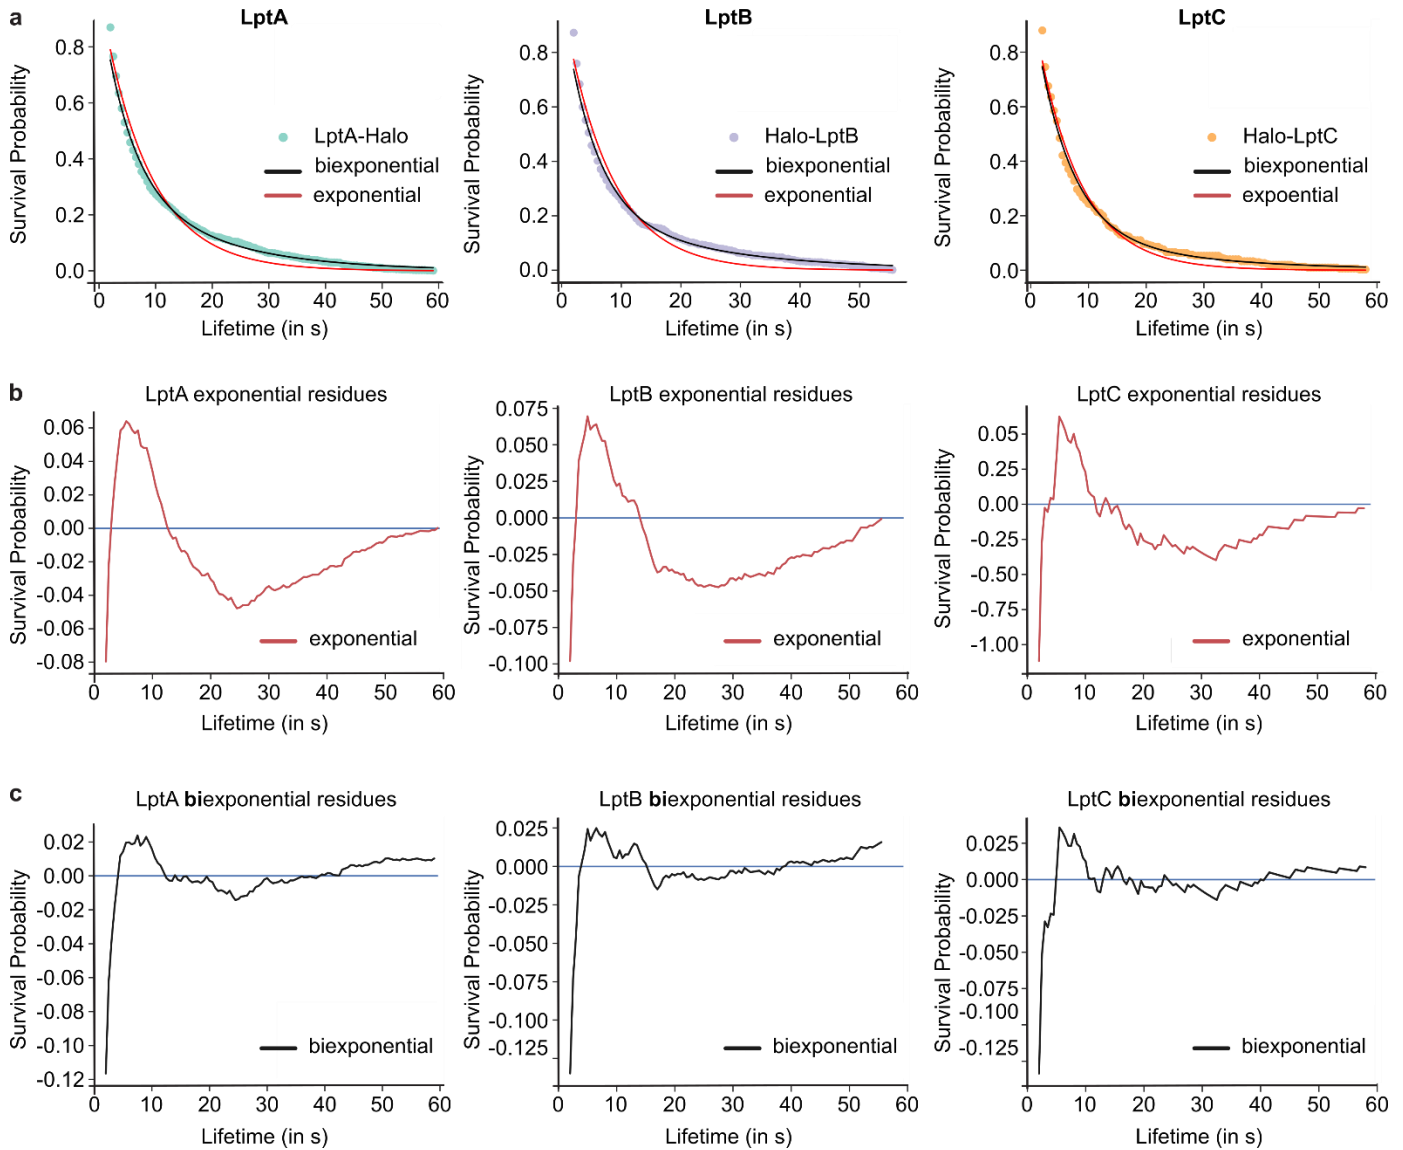 a
LptA
LptB
LptC
Survival Probability
0.8
0.6
0.4
0.2
0.0
LptA-Halo
biexponential
exponential
0 10 20 30 40 50 60
Lifetime (in s)
Survival Probability
0.8
0.6
0.4
0.2
0.0
Halo-LptB
biexponential
exponential
0 10 20 30 40 50
Lifetime (in s)
Survival Probability
0.8
0.6
0.4
0.2
0.0
Halo-LptC
biexponential
expoential
0 10 20 30 40 50 60
Lifetime (in s)
b
LptA exponential residues
Survival Probability
0.06
0.04
0.02
0.00
-0.02
-0.04
-0.06
-0.08
exponential
0 10 20 30 40 50 60
Lifetime (in s)
LptB exponential residues
Survival Probability
0.075
0.050
0.025
0.000
-0.025
-0.050
-0.075
-0.100
exponential
0 10 20 30 40 50 60
Lifetime (in s)
LptC exponential residues
Survival Probability
0.05
0.25
0.00
-0.25
-0.50
-0.75
-1.00
exponential
0 10 20 30 40 50 60
Lifetime (in s)
c
LptA biexponential residues
Survival Probability
0.02
0.00
-0.02
-0.04
-0.06
-0.08
-0.10
-0.12
biexponential
0 10 20 30 40 50 60
Lifetime (in s)
LptB biexponential residues
Survival Probability
0.025
0.000
-0.025
-0.050
-0.075
-0.100
-0.125
biexponential
0 10 20 30 40 50 60
Lifetime (in s)
LptC biexponential residues
Survival Probability
0.025
0.000
-0.025
-0.050
-0.075
-0.100
-0.125
biexponential
0 10 20 30 40 50 60
Lifetime (in s)